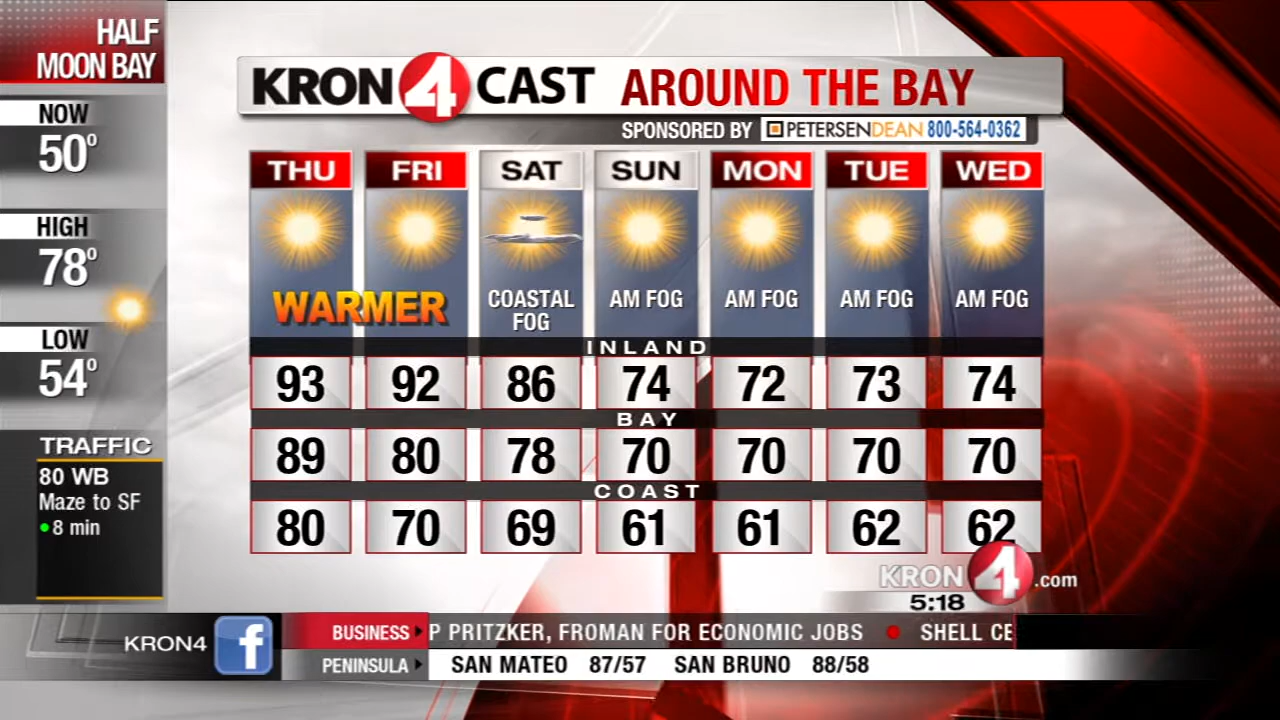 HALF
MOON BAY
NOW
50°
HIGH
78°
LOW
54°
TRAFFIC
80 WB
Maze to SF
8 min
KRON 4 CAST AROUND THE BAY
SPONSORED BY PETERSENDEAN 800-564-0362
THU FRI SAT SUN MON TUE WED
WARMER
COASTAL
FOG
AM FOG AM FOG AM FOG AM FOG
INLAND
93 92 86 74 72 73 74
BAY
89 80 78 70 70 70 70
COAST
80 70 69 61 61 62 62
KRON 4 .com
5:18
KRON4 f
BUSINESS P PRITZKER, FROMAN FOR ECONOMIC JOBS SHELL CE
PENINSULA SAN MATEO 87/57 SAN BRUNO 88/58